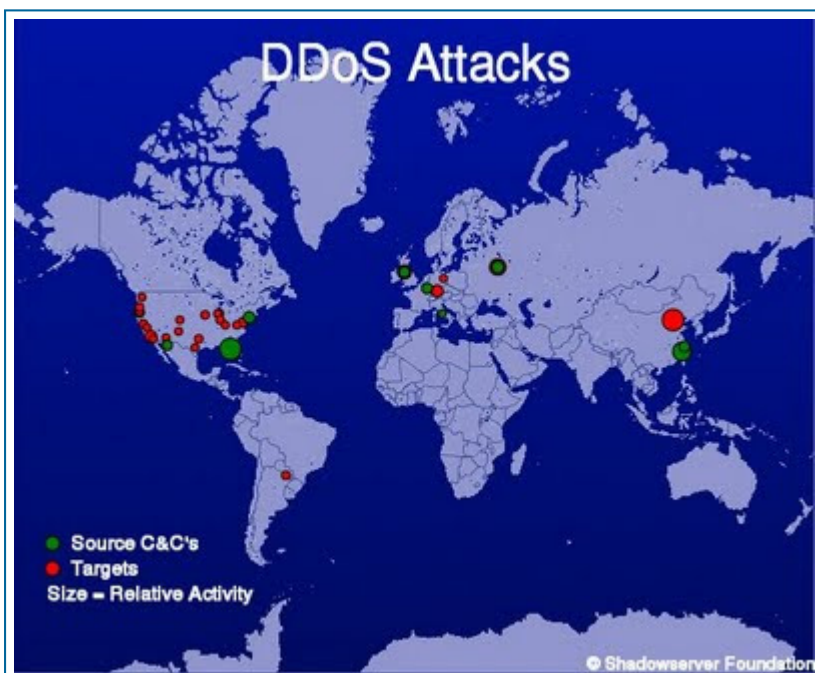 DDoS Attacks
Source C&C's
Targets
Size = Relative Activity
© Shadowserver Foundation